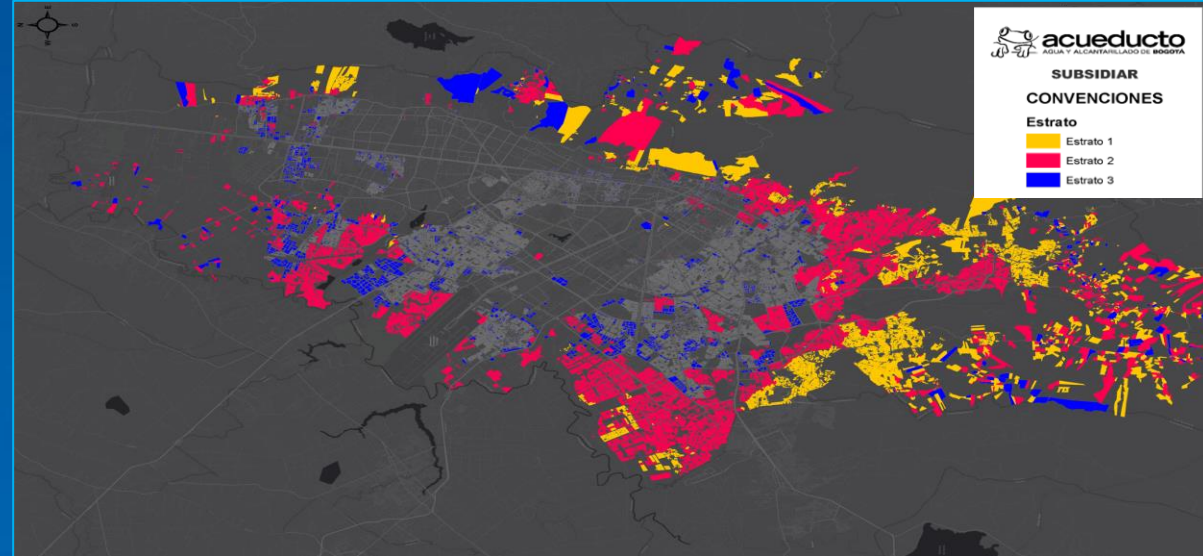 acueducto
AGUA Y ALCANTARILLADO DE BOGOTÁ
SUBSIDIAR
CONVENCIONES
Estrato
Estrato 1
Estrato 2
Estrato 3